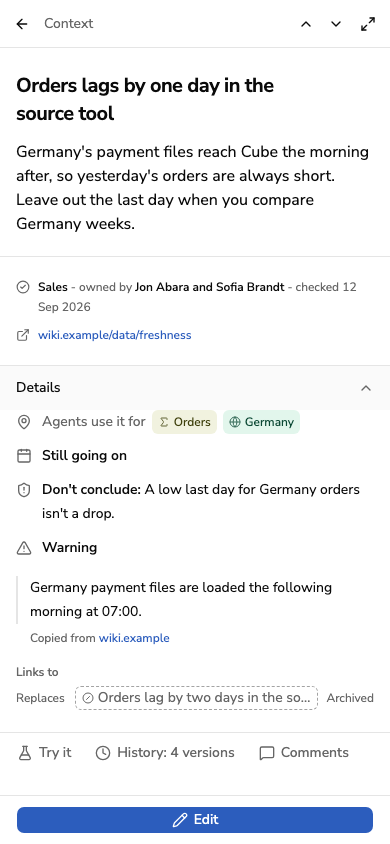 Context
Orders lags by one day in the
source tool
Germany's payment files reach Cube the morning
after, so yesterday's orders are always short.
Leave out the last day when you compare
Germany weeks.
Sales - owned by Jon Abara and Sofia Brandt - checked 12
Sep 2026
wiki.example/data/freshness
Details
Agents use it for Orders Germany
Still going on
Don't conclude: A low last day for Germany orders
isn't a drop.
Warning
Germany payment files are loaded the following
morning at 07:00.
Copied from wiki.example
Links to
Replaces Orders lag by two days in the so... Archived
Try it History: 4 versions Comments
Edit